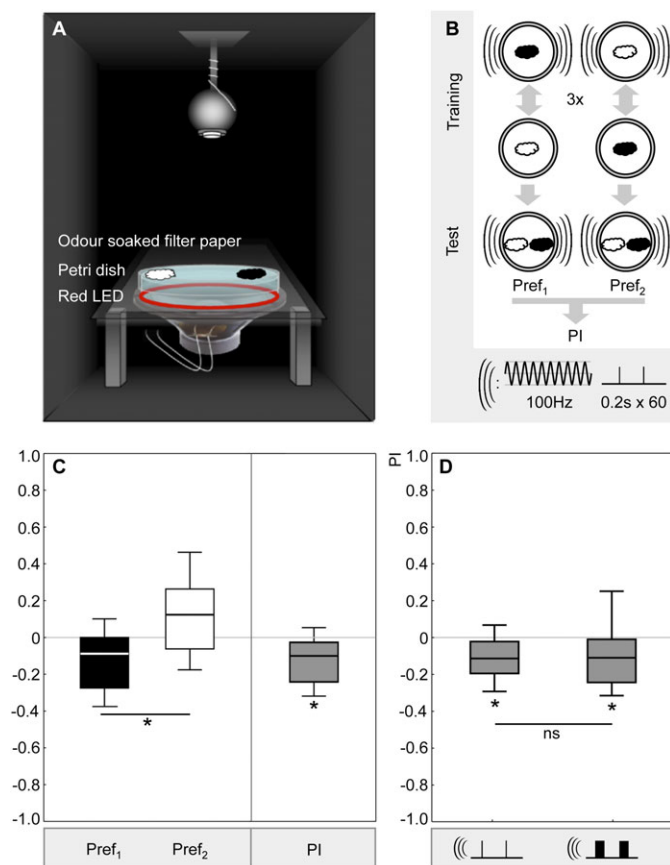 A
Odour soaked filter paper
Petri dish
Red LED
B
Training
3x
Test
Pref1
Pref2
PI
:
100Hz
0.2s x 60
C
1.0
0.8
0.6
0.4
0.2
0
-0.2
-0.4
-0.6
-0.8
-1.0
*
*
Pref1
Pref2
PI
PI
D
1.0
0.8
0.6
0.4
0.2
0
-0.2
-0.4
-0.6
-0.8
-1.0
*
*
ns